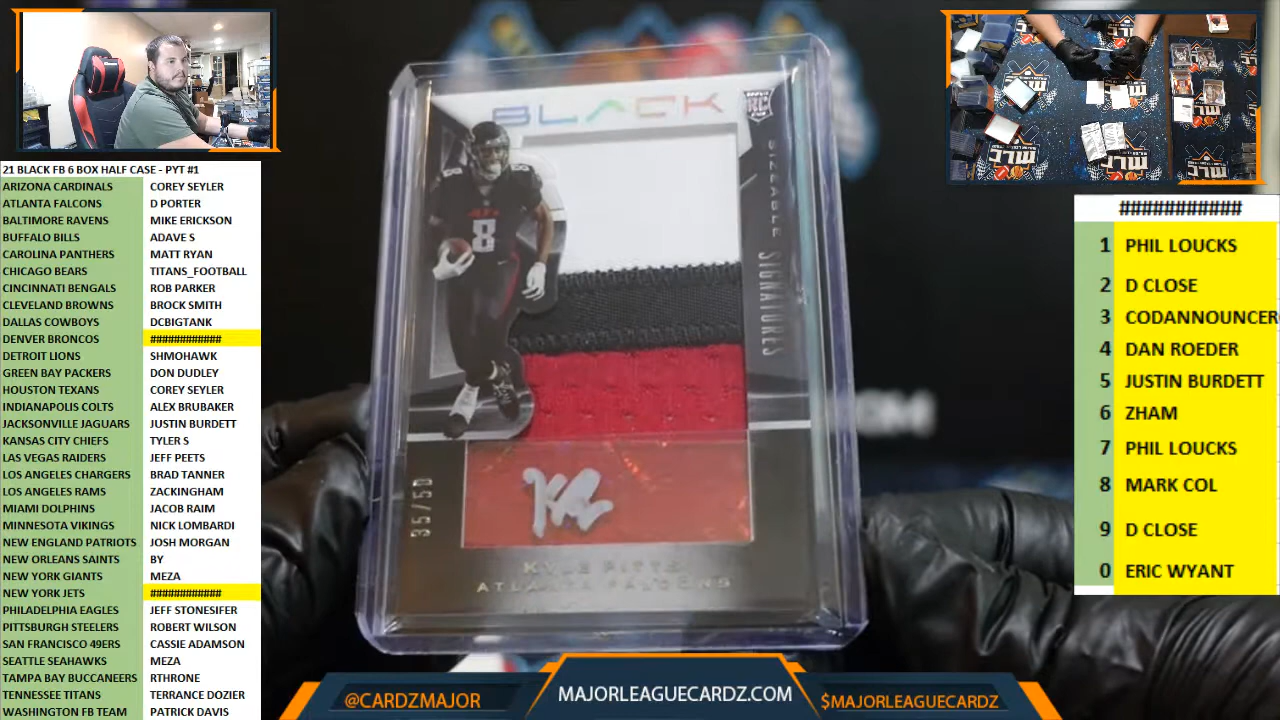 21 BLACK FB 6 BOX HALF CASE - PYT #1
ARIZONA CARDINALS COREY SEYLER
ATLANTA FALCONS D PORTER
BALTIMORE RAVENS MIKE ERICKSON
BUFFALO BILLS ADAVE S
CAROLINA PANTHERS MATT RYAN
CHICAGO BEARS TITANS_FOOTBALL
CINCINNATI BENGALS ROB PARKER
CLEVELAND BROWNS BROCK SMITH
DALLAS COWBOYS DCBIGTANK
DENVER BRONCOS ############
DETROIT LIONS SHMOHAWK
GREEN BAY PACKERS DON DUDLEY
HOUSTON TEXANS COREY SEYLER
INDIANAPOLIS COLTS ALEX BRUBAKER
JACKSONVILLE JAGUARS JUSTIN BURDETT
KANSAS CITY CHIEFS TYLER S
LAS VEGAS RAIDERS JEFF PEETS
LOS ANGELES CHARGERS BRAD TANNER
LOS ANGELES RAMS ZACKINGHAM
MIAMI DOLPHINS JACOB RAIM
MINNESOTA VIKINGS NICK LOMBARDI
NEW ENGLAND PATRIOTS JOSH MORGAN
NEW ORLEANS SAINTS BY
NEW YORK GIANTS MEZA
NEW YORK JETS ############
PHILADELPHIA EAGLES JEFF STONESIFER
PITTSBURGH STEELERS ROBERT WILSON
SAN FRANCISCO 49ERS CASSIE ADAMSON
SEATTLE SEAHAWKS MEZA
TAMPA BAY BUCCANEERS RTHRONE
TENNESSEE TITANS TERRANCE DOZIER
WASHINGTON FB TEAM PATRICK DAVIS
BLACK
RC
SIZEABLE SIGNATURES
8
8
35/50
KYLE PITTS
ATLANTA FALCONS
MLC
MLC
MLC
MLC
###########
1 PHIL LOUCKS
2 D CLOSE
3 CODANNOUNCER
4 DAN ROEDER
5 JUSTIN BURDETT
6 ZHAM
7 PHIL LOUCKS
8 MARK COL
9 D CLOSE
0 ERIC WYANT
@CARDZMAJOR
MAJORLEAGUECARDZ.COM
$MAJORLEAGUECARDZ